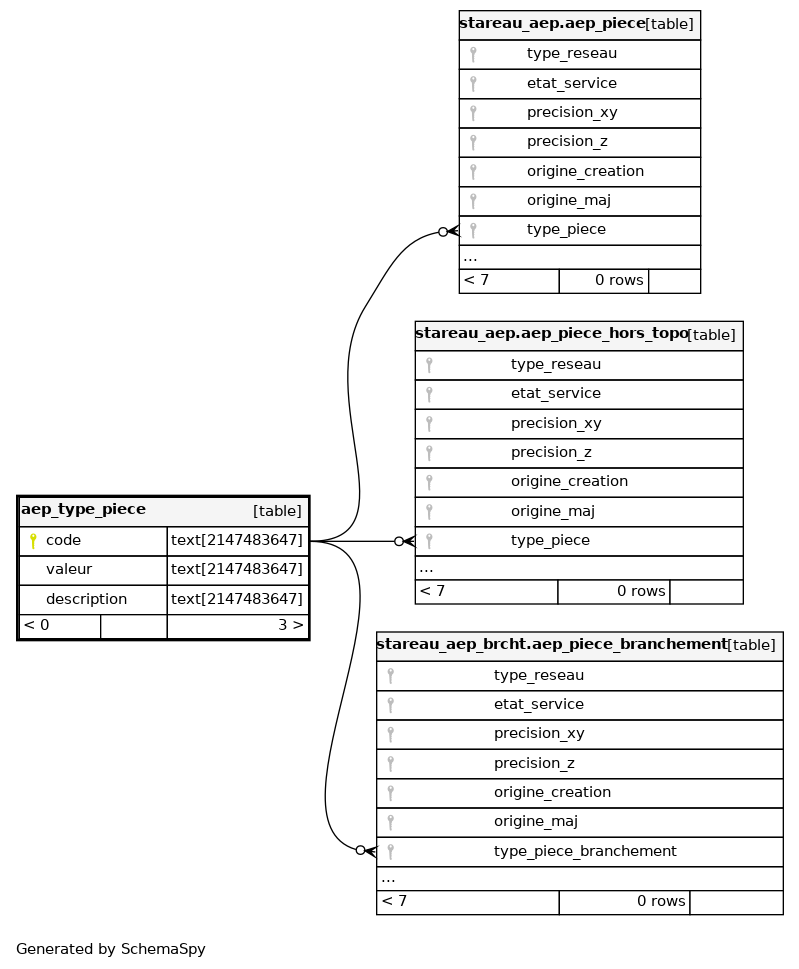 stareau_aep.aep_piece [table]
type_reseau
etat_service
precision_xy
precision_z
origine_creation
origine_maj
type_piece
...
< 7 0 rows
stareau_aep.aep_piece_hors_topo [table]
type_reseau
etat_service
precision_xy
precision_z
origine_creation
origine_maj
type_piece
...
< 7 0 rows
aep_type_piece [table]
code text[2147483647]
valeur text[2147483647]
description text[2147483647]
< 0 3 >
stareau_aep_brcht.aep_piece_branchement [table]
type_reseau
etat_service
precision_xy
precision_z
origine_creation
origine_maj
type_piece_branchement
...
< 7 0 rows
Generated by SchemaSpy